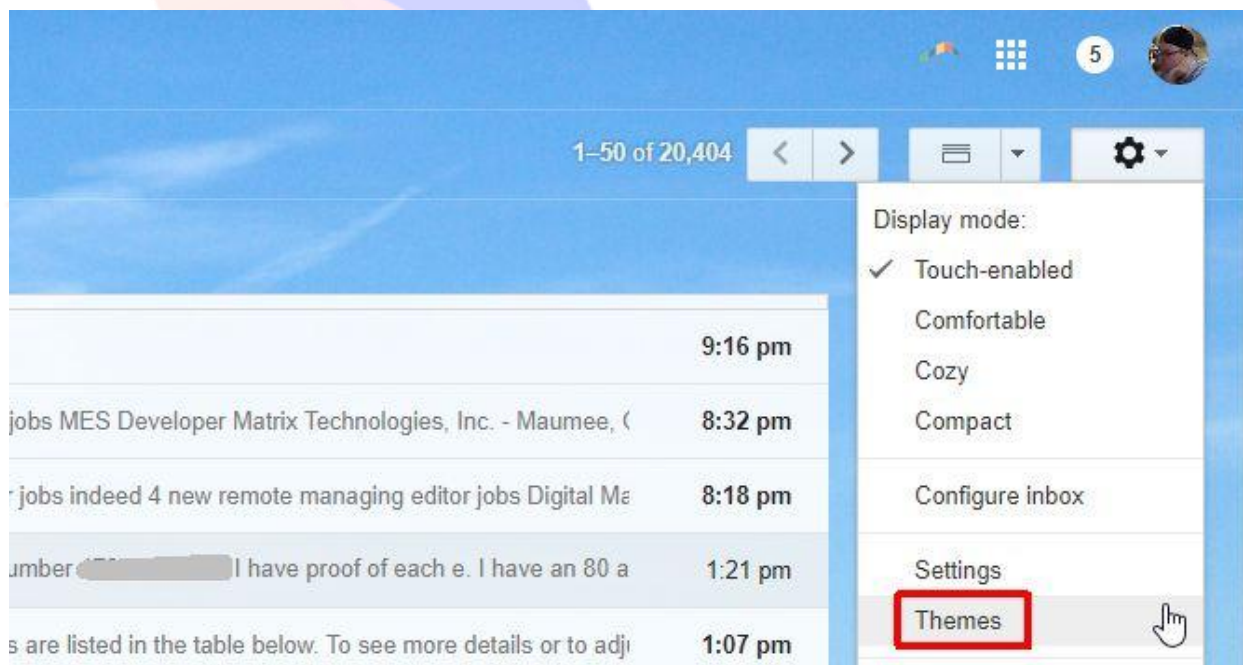 5
1–50 of 20,404
Display mode:
Touch-enabled
Comfortable
9:16 pm
Cozy
jobs MES Developer Matrix Technologies, Inc. - Maumee, 8:32 pm
Compact
jobs indeed 4 new remote managing editor jobs Digital 8:18 pm
Configure inbox
umber I have proof of each e. I have an 80 a 1:21 pm
Settings
Themes
s are listed in the table below. To see more details or to adj 1:07 pm